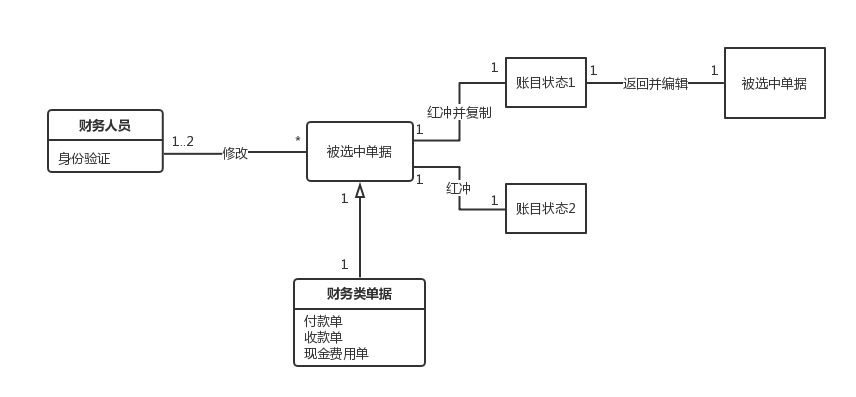 财务人员
身份验证
1..2
修改
*
被选中单据
1
红冲并复制
1
账目状态1
1
返回并编辑
1
被选中单据
1
红冲
1
账目状态2
1
1
财务类单据
付款单
收款单
现金费用单